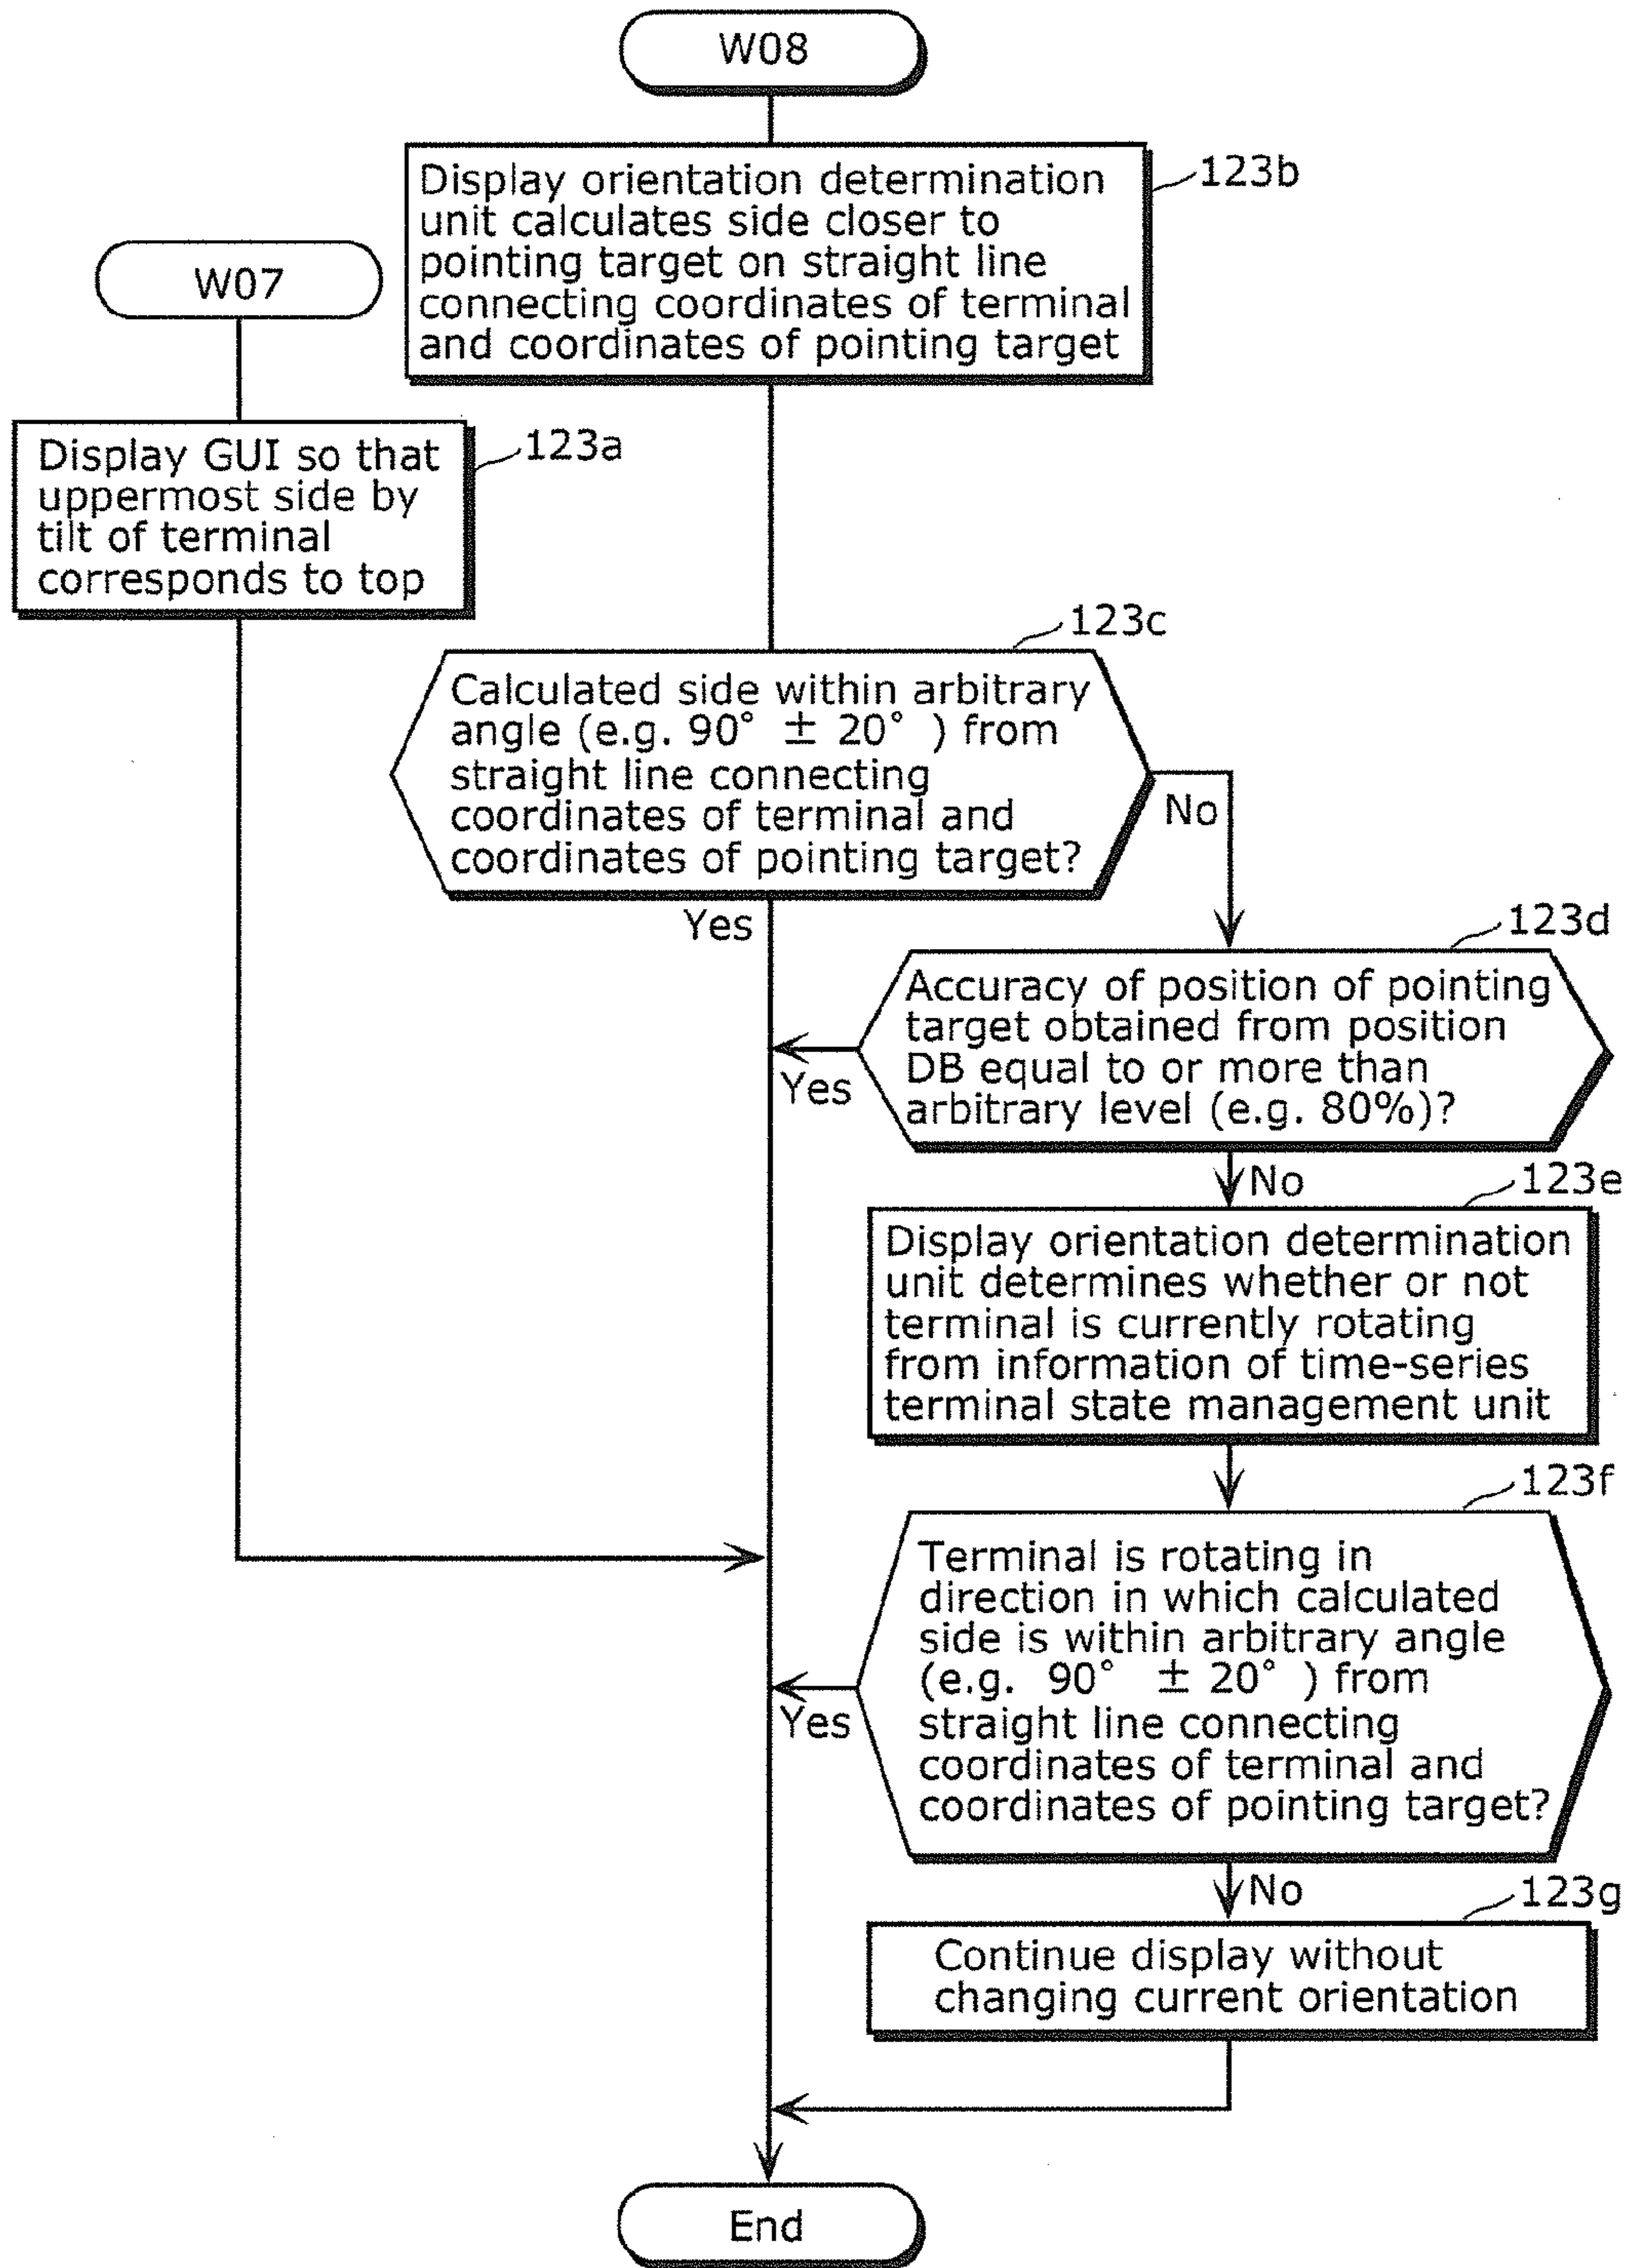 W08
Display orientation determination
unit calculates side closer to
pointing target on straight line
connecting coordinates of terminal
and coordinates of pointing target
123b
W07
Display GUI so that
uppermost side by
tilt of terminal
corresponds to top
123a
123c
Calculated side within arbitrary
angle (e.g. 90° ± 20° ) from
straight line connecting
coordinates of terminal and
coordinates of pointing target?
No
Yes
123d
Accuracy of position of pointing
target obtained from position
DB equal to or more than
arbitrary level (e.g. 80%)?
Yes
No
123e
Display orientation determination
unit determines whether or not
terminal is currently rotating
from information of time-series
terminal state management unit
123f
Terminal is rotating in
direction in which calculated
side is within arbitrary angle
(e.g. 90° ± 20° ) from
straight line connecting
coordinates of terminal and
coordinates of pointing target?
Yes
No
123g
Continue display without
changing current orientation
End